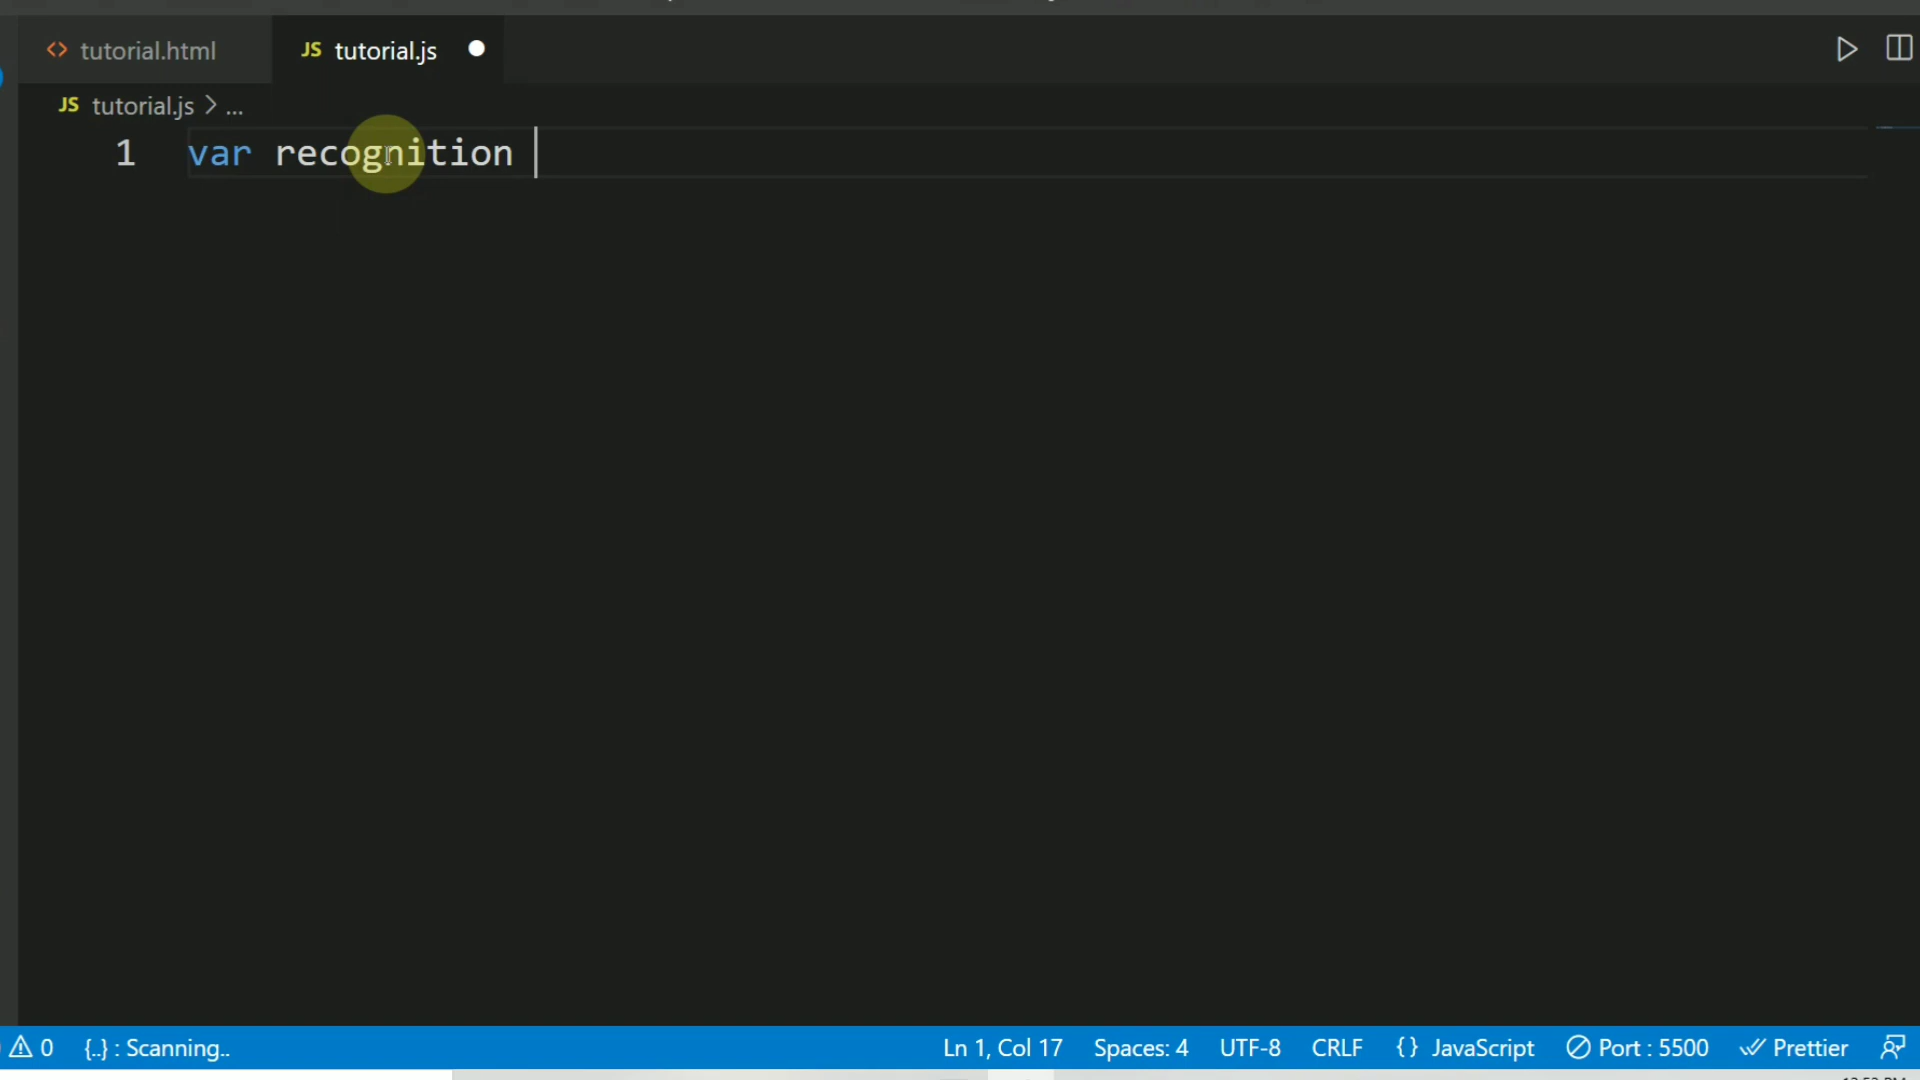 <> tutorial.html JS tutorial.js
JS tutorial.js > ...
1 var recognition
0 {..} : Scanning.. Ln 1, Col 17 Spaces: 4 UTF-8 CRLF {} JavaScript Port : 5500 Prettier